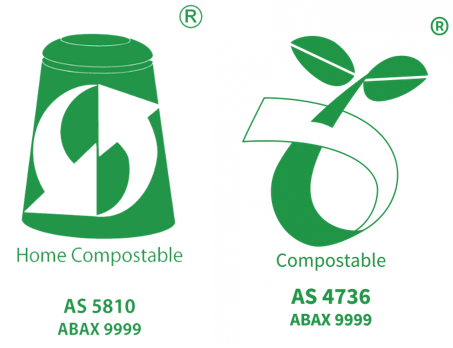 ®
Home Compostable
AS 5810
ABAX 9999
®
Compostable
AS 4736
ABAX 9999